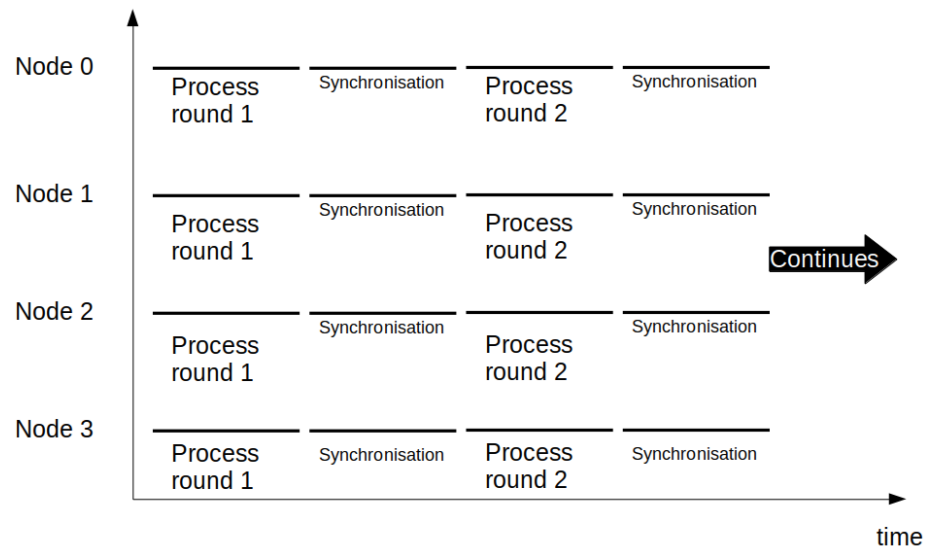 Node 0
Process
round 1
Synchronisation
Process
round 2
Synchronisation
Node 1
Process
round 1
Synchronisation
Process
round 2
Synchronisation
Continues
Node 2
Process
round 1
Synchronisation
Process
round 2
Synchronisation
Node 3
Process
round 1
Synchronisation
Process
round 2
Synchronisation
time